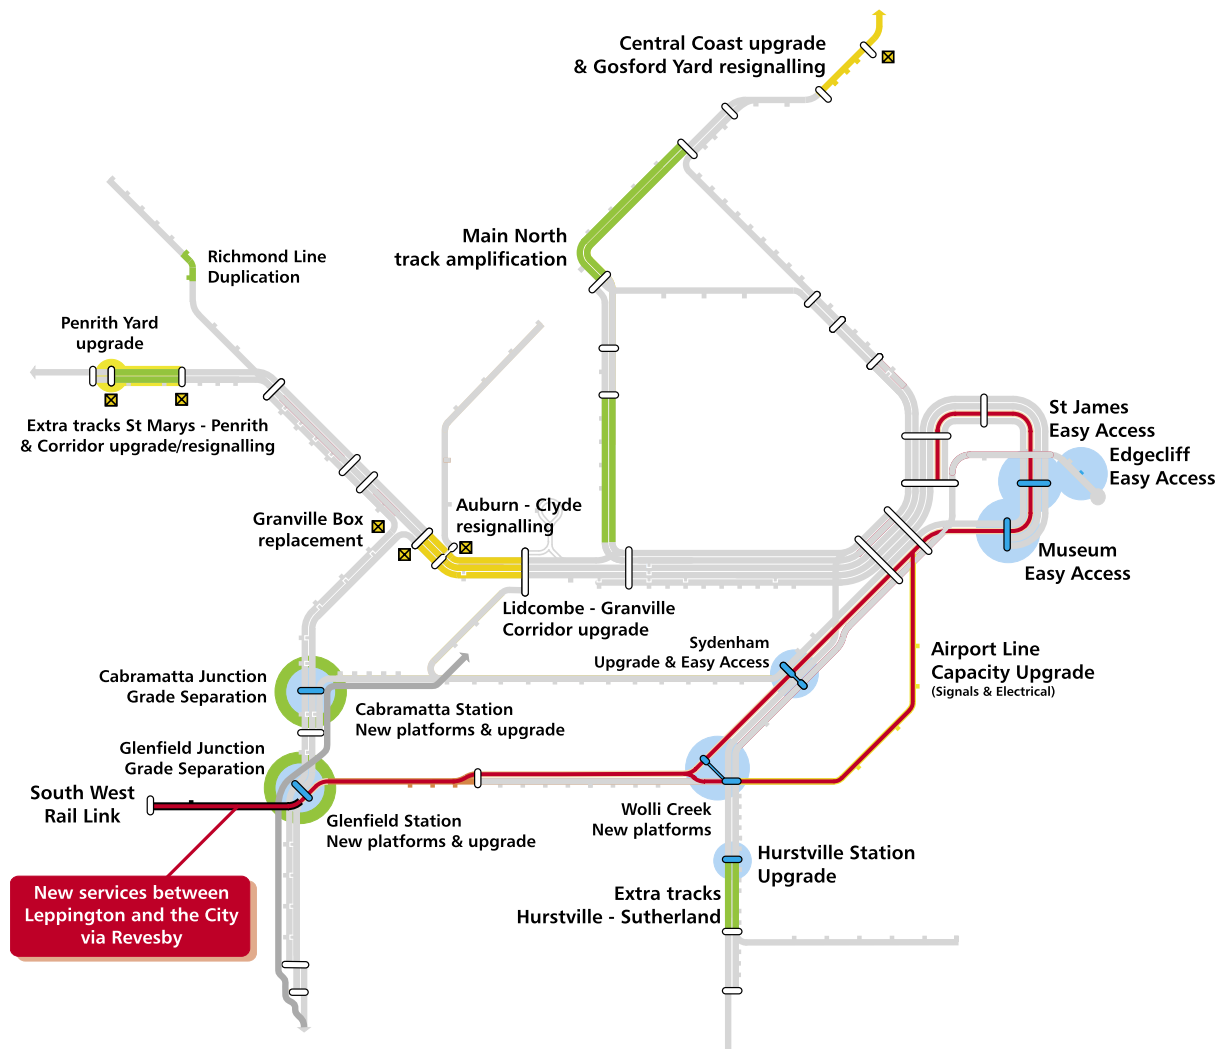 Central Coast upgrade
& Gosford Yard resignalling
Main North
track amplification
Richmond Line
Duplication
Penrith Yard
upgrade
Extra tracks St Marys - Penrith
& Corridor upgrade/resignalling
St James
Easy Access
Edgecliff
Easy Access
Auburn - Clyde
resignalling
Granville Box
replacement
Museum
Easy Access
Lidcombe - Granville
Corridor upgrade
Sydenham
Upgrade & Easy Access
Airport Line
Capacity Upgrade
(Signals & Electrical)
Cabramatta Junction
Grade Separation
Cabramatta Station
New platforms & upgrade
Glenfield Junction
Grade Separation
South West
Rail Link
Glenfield Station
New platforms & upgrade
Wolli Creek
New platforms
Hurstville Station
Upgrade
Extra tracks
Hurstville - Sutherland
New services between
Leppington and the City
via Revesby